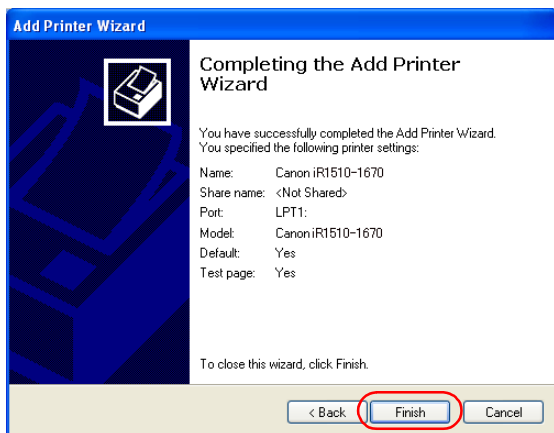 Add Printer Wizard
Completing the Add Printer
Wizard
You have successfully completed the Add Printer Wizard.
You specified the following printer settings:
Name: Canon iR1510-1670
Share name: <Not Shared>
Port: LPT1:
Model: Canon iR1510-1670
Default: Yes
Test page: Yes
To close this wizard, click Finish.
< Back Finish Cancel